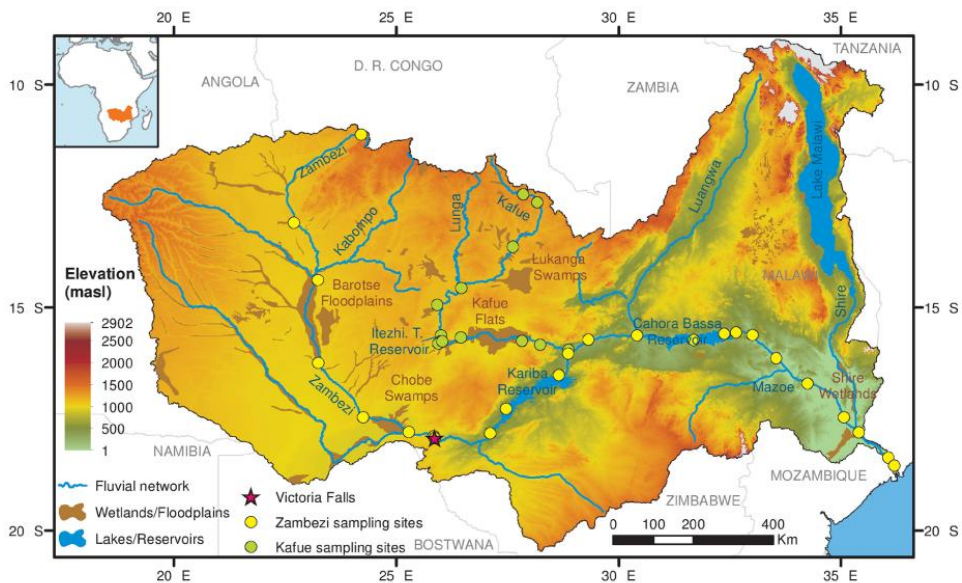 20 E
25 E
30 E
35 E
TANZANIA
D. R. CONGO
ANGOLA
ZAMBIA
10 S
10 S
Zambezi
Kabompo
Lunga
Kafue
Luangwa
Lake Malawi
Lukanga
Swamps
MALAWI
Barotse
Floodplains
Kafue
Flats
Shire
15 S
15 S
Itezhi. T.
Reservoir
Cahora Bassa
Reservoir
Kariba
Reservoir
Chobe
Swamps
Zambezi
Mazoe
Shire
Wetlands
NAMIBIA
MOZAMBIQUE
ZIMBABWE
BOSTWANA
20 S
20 S
Elevation
(masl)
2902
2500
2000
1500
1000
500
1
Fluvial network
Wetlands/Floodplains
Lakes/Reservoirs
Victoria Falls
Zambezi sampling sites
Kafue sampling sites
0 100 200 400
Km
20 E
25 E
30 E
35 E